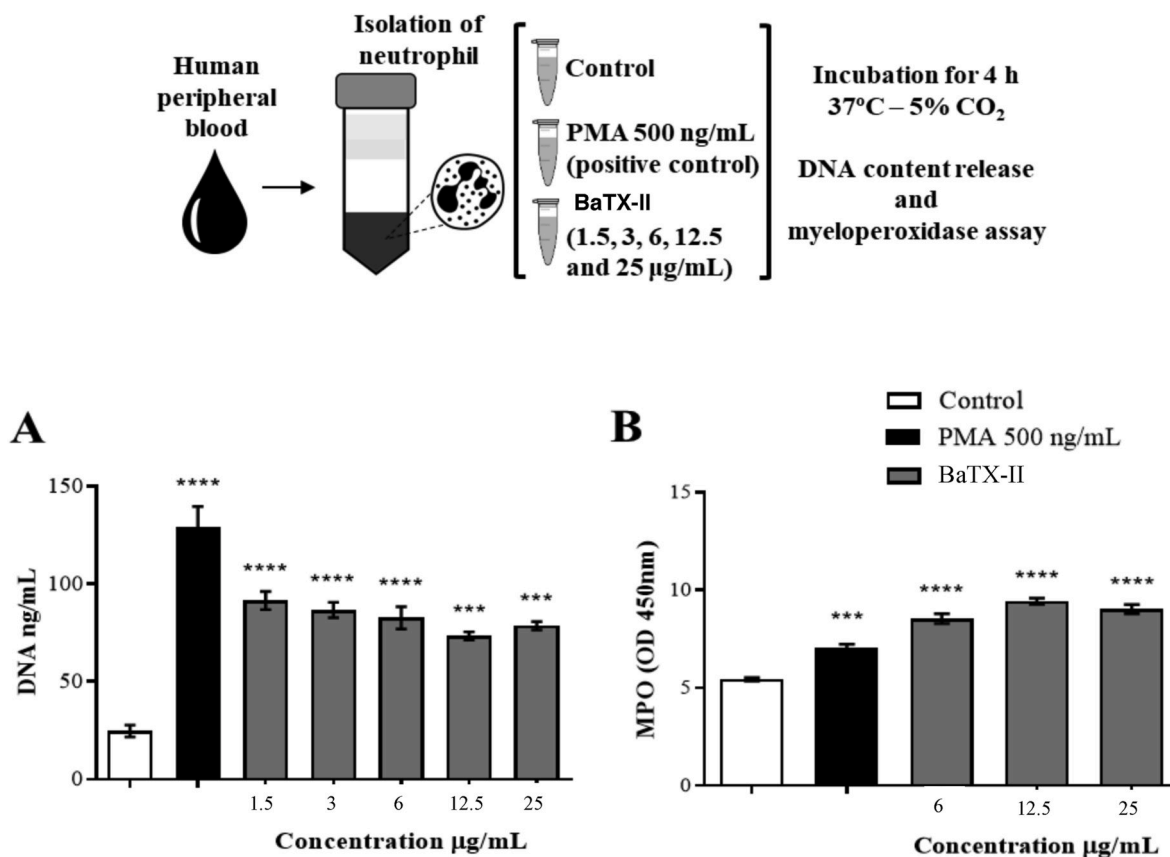 Human
peripheral
blood
Isolation of
neutrophil
Control
PMA 500 ng/mL
(positive control)
BaTX-II
(1.5, 3, 6, 12.5
and 25 µg/mL)
Incubation for 4 h
37ºC – 5% CO₂
DNA content release
and
myeloperoxidase assay
A
DNA ng/mL
150
100
50
0
****
****
****
****
***
***
1.5 3 6 12.5 25
Concentration µg/mL
B
Control
PMA 500 ng/mL
BaTX-II
MPO (OD 450nm)
15
10
5
0
***
****
****
****
6 12.5 25
Concentration µg/mL